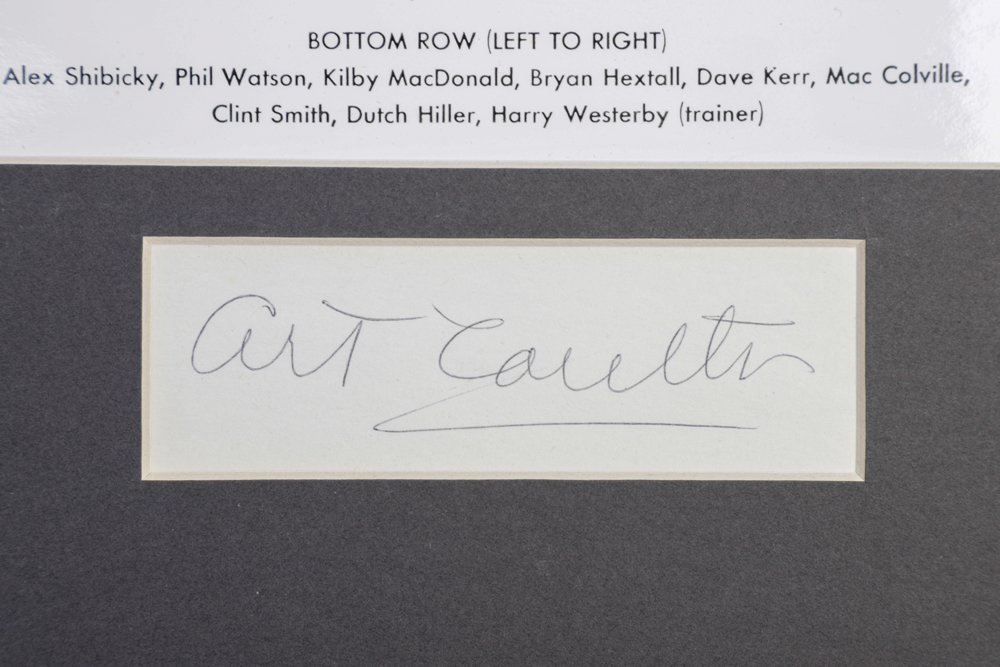 BOTTOM ROW (LEFT TO RIGHT)
Alex Shibicky, Phil Watson, Kilby MacDonald, Bryan Hextall, Dave Kerr, Mac Colville,
Clint Smith, Dutch Hiller, Harry Westerby (trainer)
Art Coulter